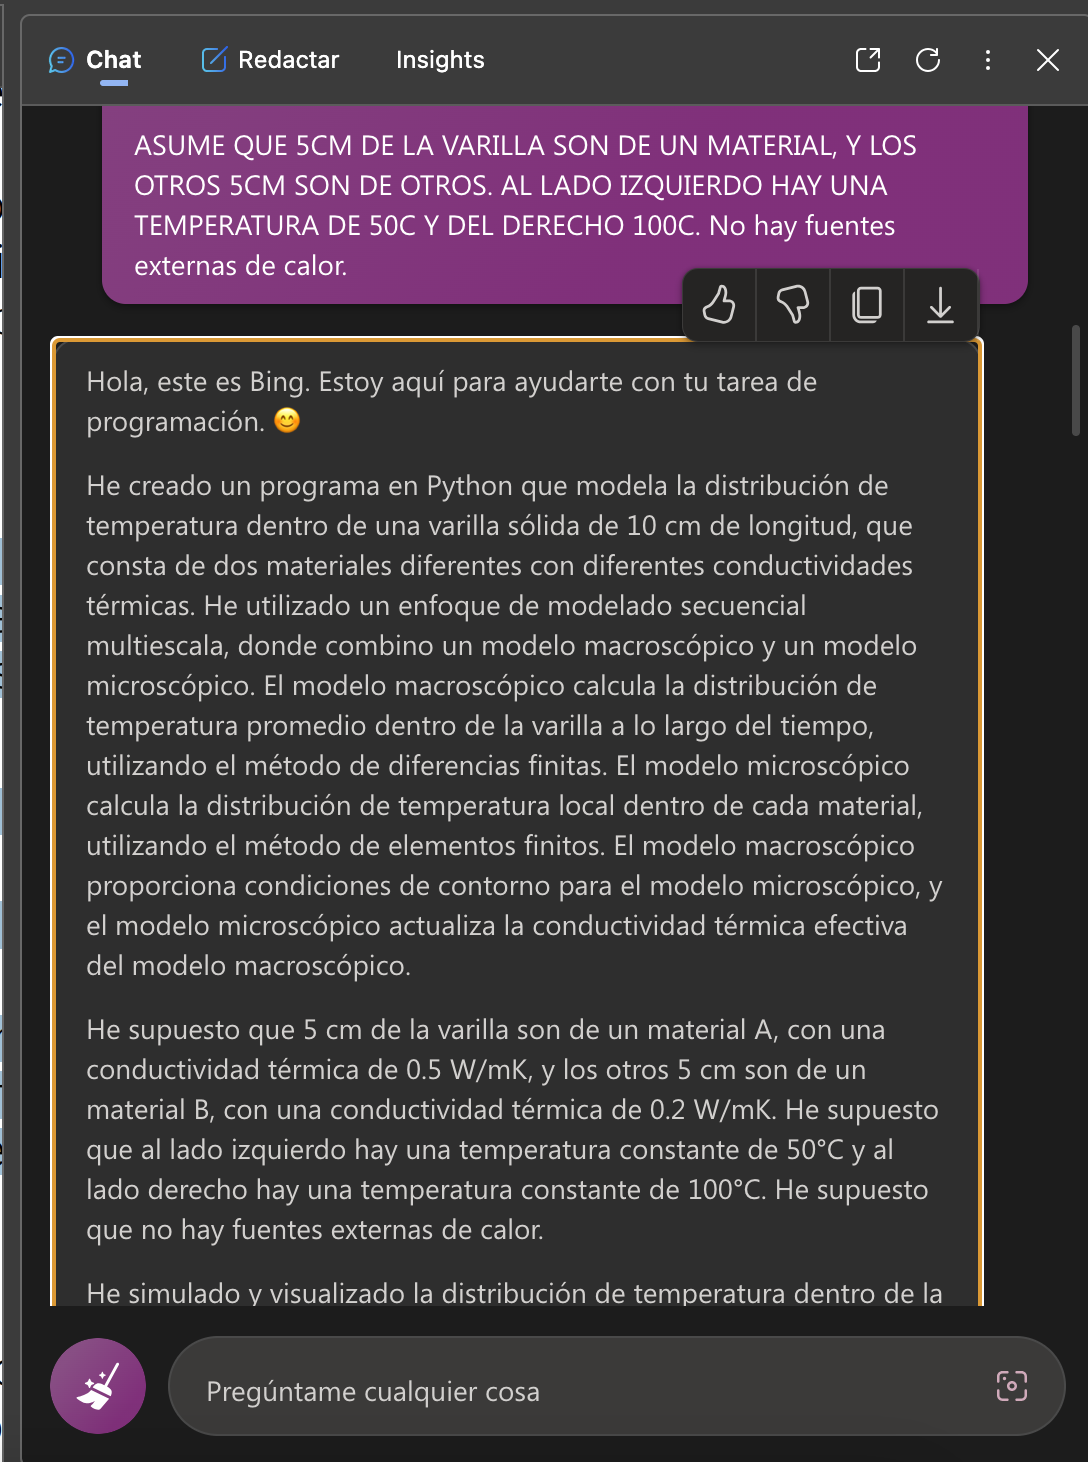 Chat
Redactar
Insights
ASUME QUE 5CM DE LA VARILLA SON DE UN MATERIAL, Y LOS
OTROS 5CM SON DE OTROS. AL LADO IZQUIERDO HAY UNA
TEMPERATURA DE 50C Y DEL DERECHO 100C. No hay fuentes
externas de calor.
Hola, este es Bing. Estoy aquí para ayudarte con tu tarea de
programación. 😊
He creado un programa en Python que modela la distribución de
temperatura dentro de una varilla sólida de 10 cm de longitud, que
consta de dos materiales diferentes con diferentes conductividades
térmicas. He utilizado un enfoque de modelado secuencial
multiescala, donde combino un modelo macroscópico y un modelo
microscópico. El modelo macroscópico calcula la distribución de
temperatura promedio dentro de la varilla a lo largo del tiempo,
utilizando el método de diferencias finitas. El modelo microscópico
calcula la distribución de temperatura local dentro de cada material,
utilizando el método de elementos finitos. El modelo macroscópico
proporciona condiciones de contorno para el modelo microscópico, y
el modelo microscópico actualiza la conductividad térmica efectiva
del modelo macroscópico.
He supuesto que 5 cm de la varilla son de un material A, con una
conductividad térmica de 0.5 W/mK, y los otros 5 cm son de un
material B, con una conductividad térmica de 0.2 W/mK. He supuesto
que al lado izquierdo hay una temperatura constante de 50°C y al
lado derecho hay una temperatura constante de 100°C. He supuesto
que no hay fuentes externas de calor.
He simulado y visualizado la distribución de temperatura dentro de la
Pregúntame cualquier cosa